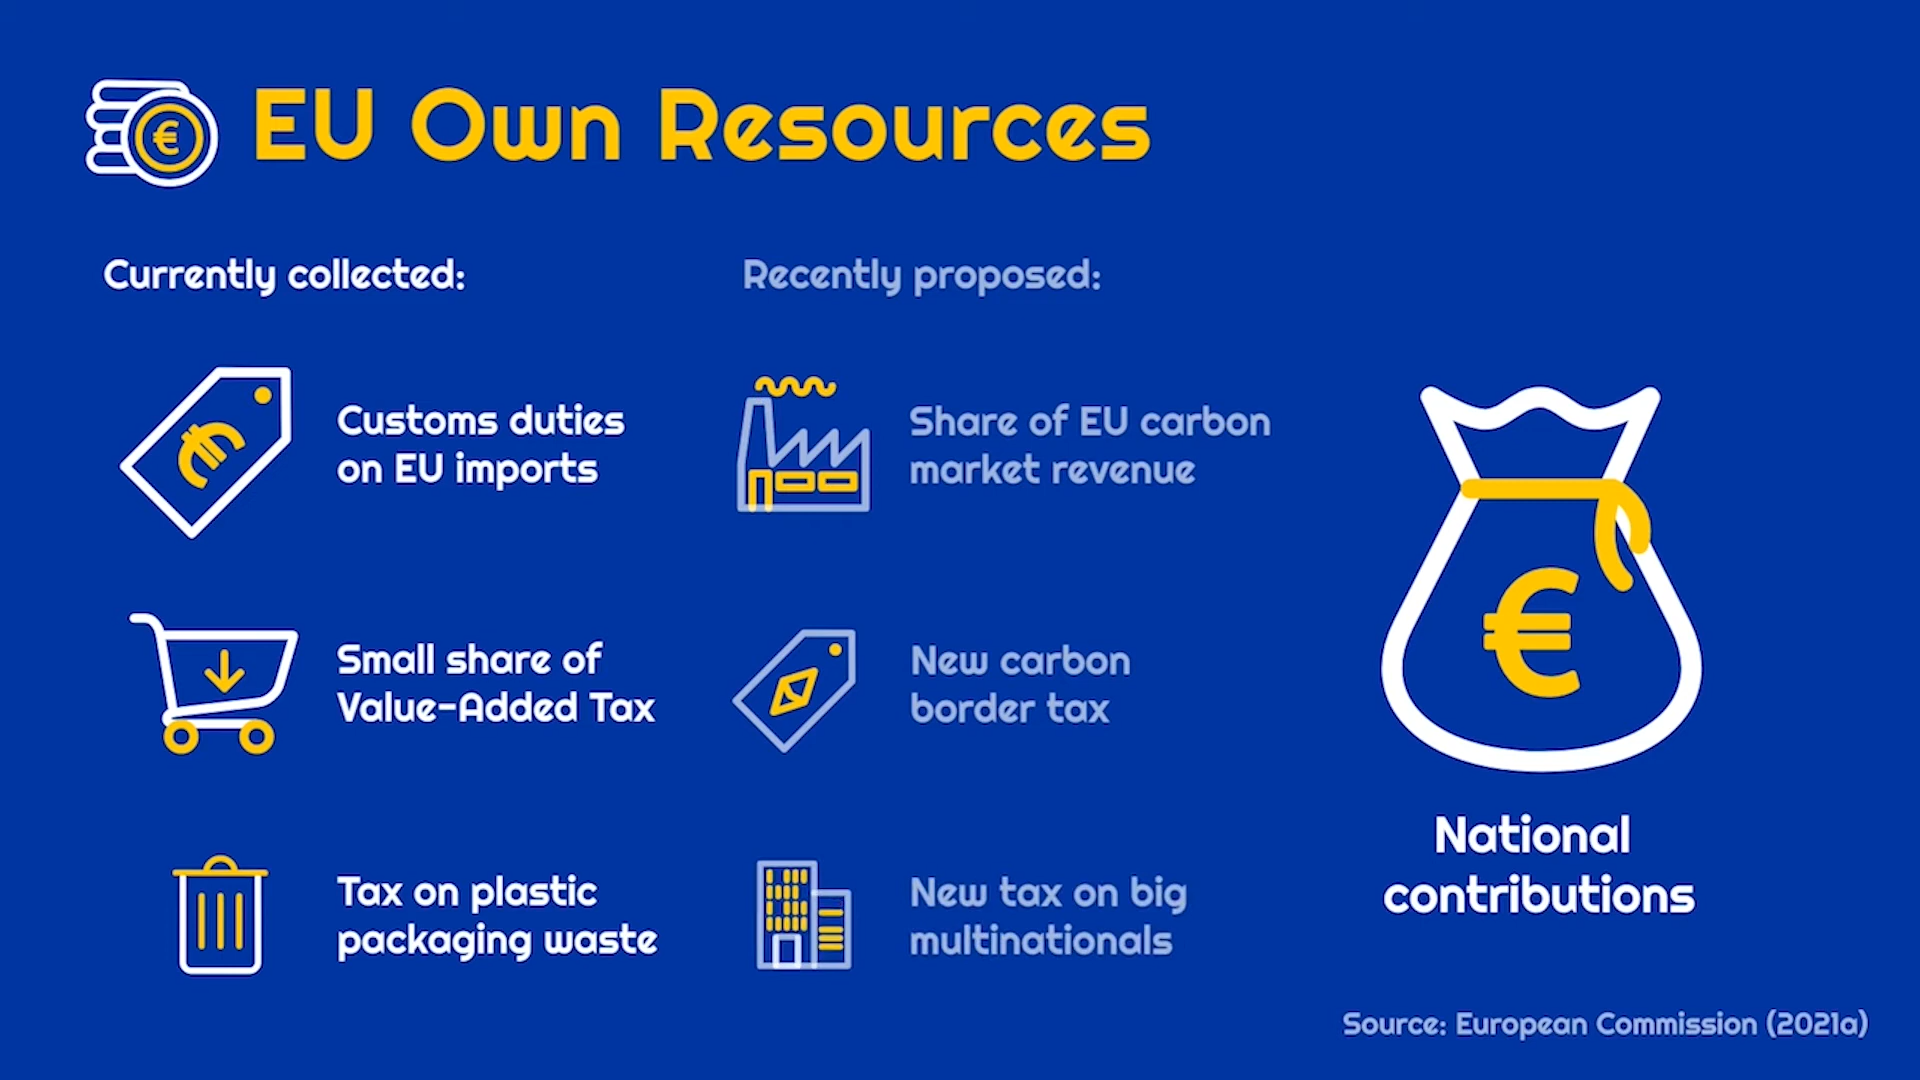 € EU Own Resources
Currently collected:
€
Customs duties
on EU imports
Small share of
Value-Added Tax
Tax on plastic
packaging waste
Recently proposed:
Share of EU carbon
market revenue
New carbon
border tax
New tax on big
multinationals
€
National
contributions
Source: European Commission (2021a)